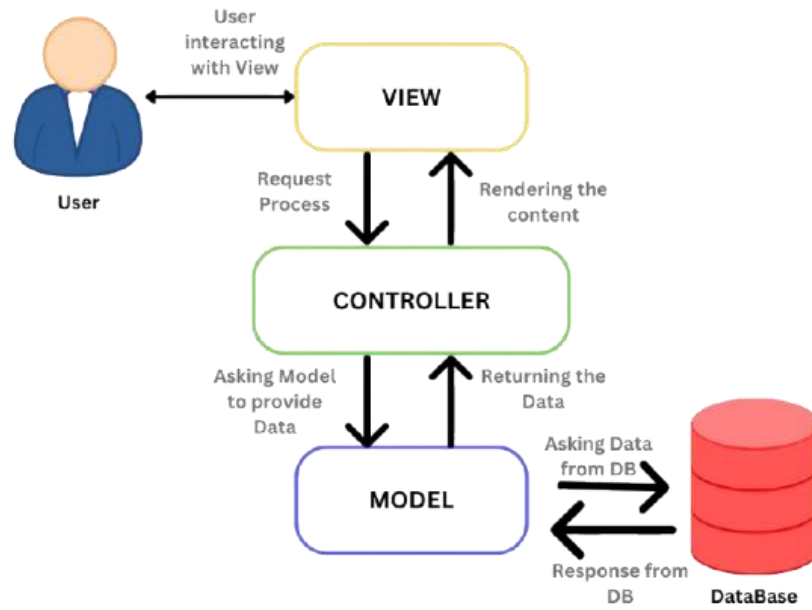 User
interacting
with View
VIEW
User
Request
Process
Rendering the
content
CONTROLLER
Asking Model
to provide
Data
Returning the
Data
MODEL
Asking Data
from DB
Response from
DB
DataBase